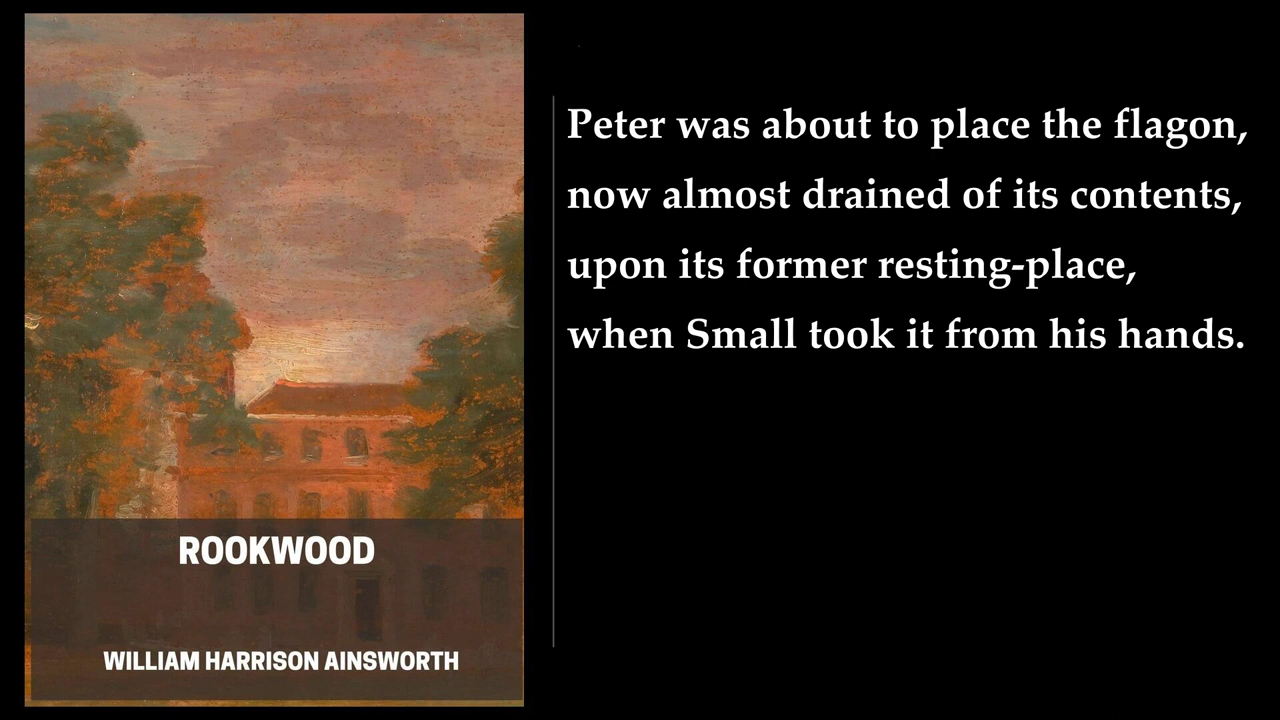 Peter was about to place the flagon,
now almost drained of its contents,
upon its former resting-place,
when Small took it from his hands.
ROOKWOOD
WILLIAM HARRISON AINSWORTH